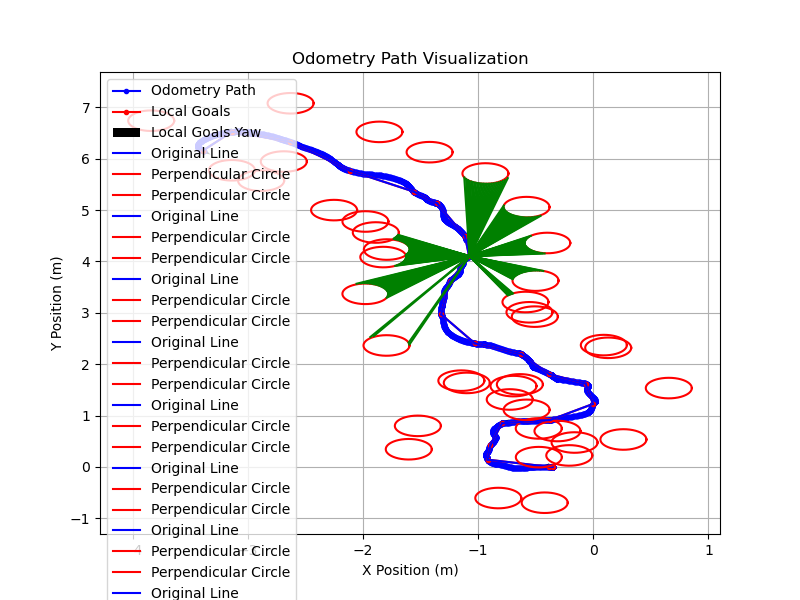 Odometry Path Visualization
Y Position (m)
7
6
5
4
3
2
1
0
−1
Odometry Path
Local Goals
Local Goals Yaw
Original Line
Perpendicular Circle
Perpendicular Circle
Original Line
Perpendicular Circle
Perpendicular Circle
Original Line
Perpendicular Circle
Perpendicular Circle
Original Line
Perpendicular Circle
Perpendicular Circle
Original Line
Perpendicular Circle
Perpendicular Circle
Original Line
Perpendicular Circle
Perpendicular Circle
Original Line
Perpendicular Circle
Perpendicular Circle
Original Line
−4 −3 −2 −1 0 1
X Position (m)